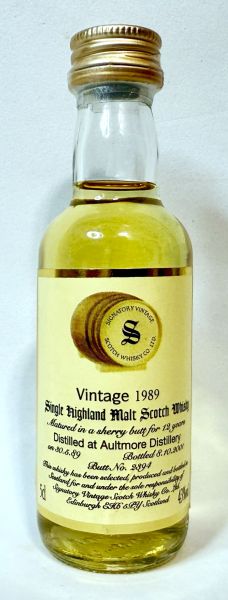 SIGNATORY VINTAGE
S
SCOTCH WHISKY CO. LTD.
Vintage 1989
Single Highland Malt Scotch Whisky
Matured in a sherry butt for 12 years
Distilled at Aultmore Distillery
on 30.5.89 Bottled 8.10.2001
Butt No. 2394
This whisky has been selected, produced and bottled in
Scotland for and under the sole responsibility of
Signatory Vintage Scotch Whisky Co. Ltd.
5cl Edinburgh EH6 5PY Scotland 43%